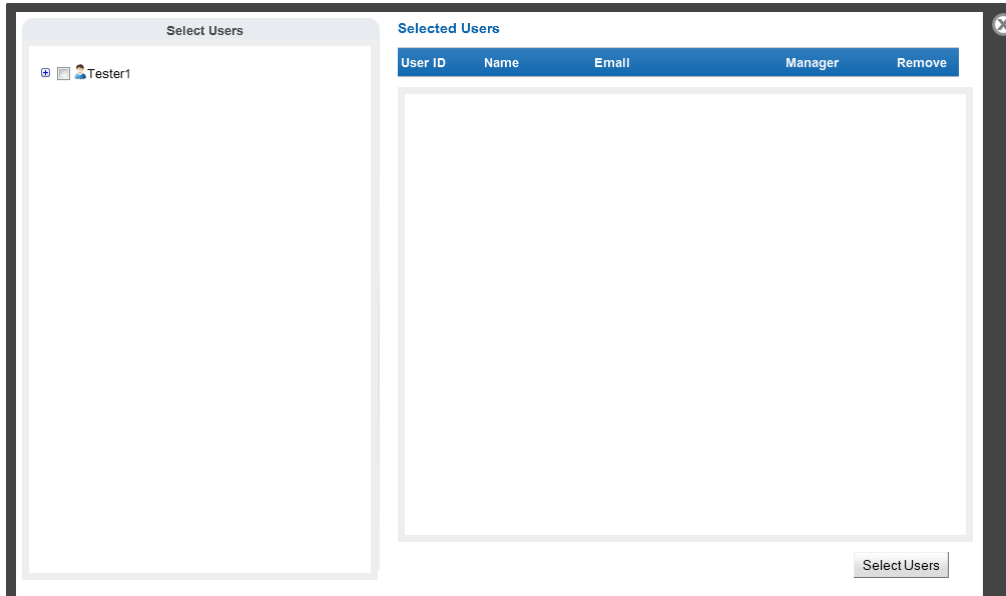 Select Users
Tester1
Selected Users
User ID Name Email Manager Remove
Select Users